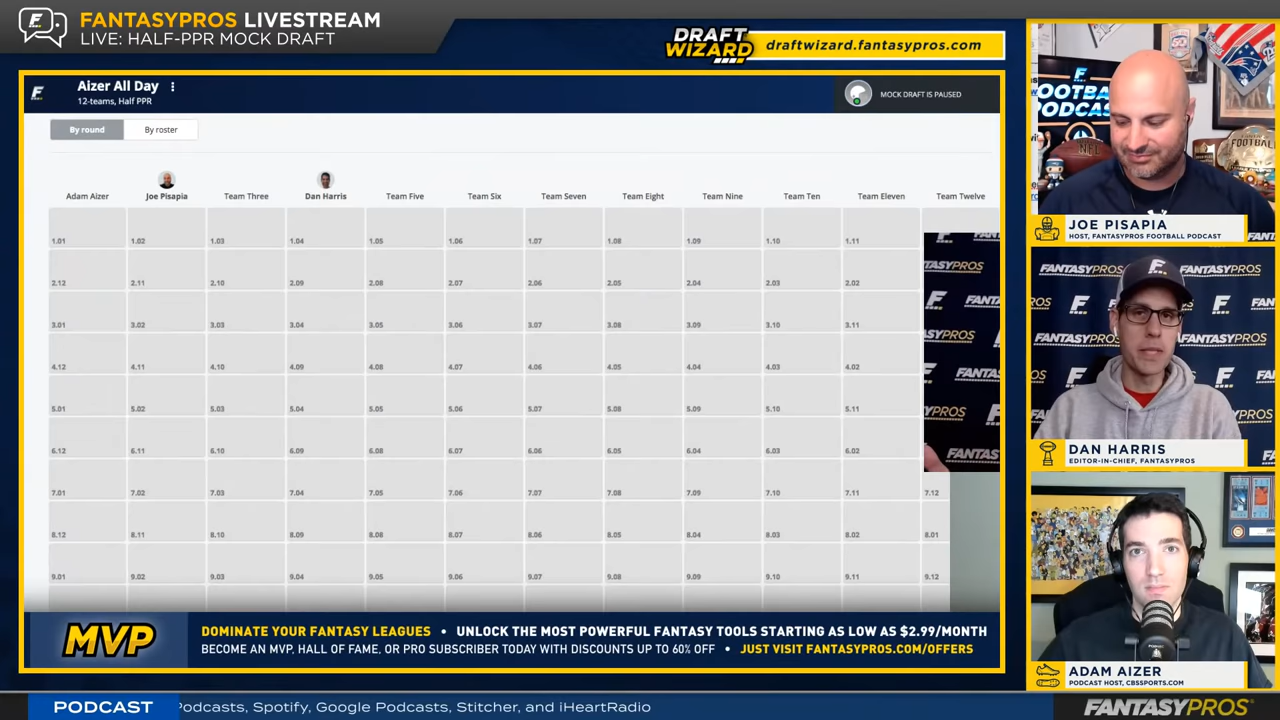 FANTASYPROS LIVESTREAM
LIVE: HALF-PPR MOCK DRAFT
DRAFT WIZARD
draftwizard.fantasypros.com
Aizer All Day
12-teams, Half PPR
MOCK DRAFT IS PAUSED
By round By roster
Adam Aizer Joe Pisapia Team Three Dan Harris Team Five Team Six Team Seven Team Eight Team Nine Team Ten Team Eleven Team Twelve
1.01 1.02 1.03 1.04 1.05 1.06 1.07 1.08 1.09 1.10 1.11
2.12 2.11 2.10 2.09 2.08 2.07 2.06 2.05 2.04 2.03 2.02
3.01 3.02 3.03 3.04 3.05 3.06 3.07 3.08 3.09 3.10 3.11
4.12 4.11 4.10 4.09 4.08 4.07 4.06 4.05 4.04 4.03 4.02
5.01 5.02 5.03 5.04 5.05 5.06 5.07 5.08 5.09 5.10 5.11
6.12 6.11 6.10 6.09 6.08 6.07 6.06 6.05 6.04 6.03 6.02
7.01 7.02 7.03 7.04 7.05 7.06 7.07 7.08 7.09 7.10 7.11 7.12
8.12 8.11 8.10 8.09 8.08 8.07 8.06 8.05 8.04 8.03 8.02 8.01
9.01 9.02 9.03 9.04 9.05 9.06 9.07 9.08 9.09 9.10 9.11 9.12
MVP
DOMINATE YOUR FANTASY LEAGUES • UNLOCK THE MOST POWERFUL FANTASY TOOLS STARTING AS LOW AS $2.99/MONTH
BECOME AN MVP, HALL OF FAME, OR PRO SUBSCRIBER TODAY WITH DISCOUNTS UP TO 60% OFF • JUST VISIT FANTASYPROS.COM/OFFERS
FOOTBALL
PODCAST
JOE PISAPIA
HOST, FANTASYPROS FOOTBALL PODCAST
FANTASYPROS
DAN HARRIS
EDITOR-IN-CHIEF, FANTASYPROS
ADAM AIZER
PODCAST HOST, CBSSPORTS.COM
PODCAST
Podcasts, Spotify, Google Podcasts, Stitcher, and iHeartRadio
FANTASYPROS®